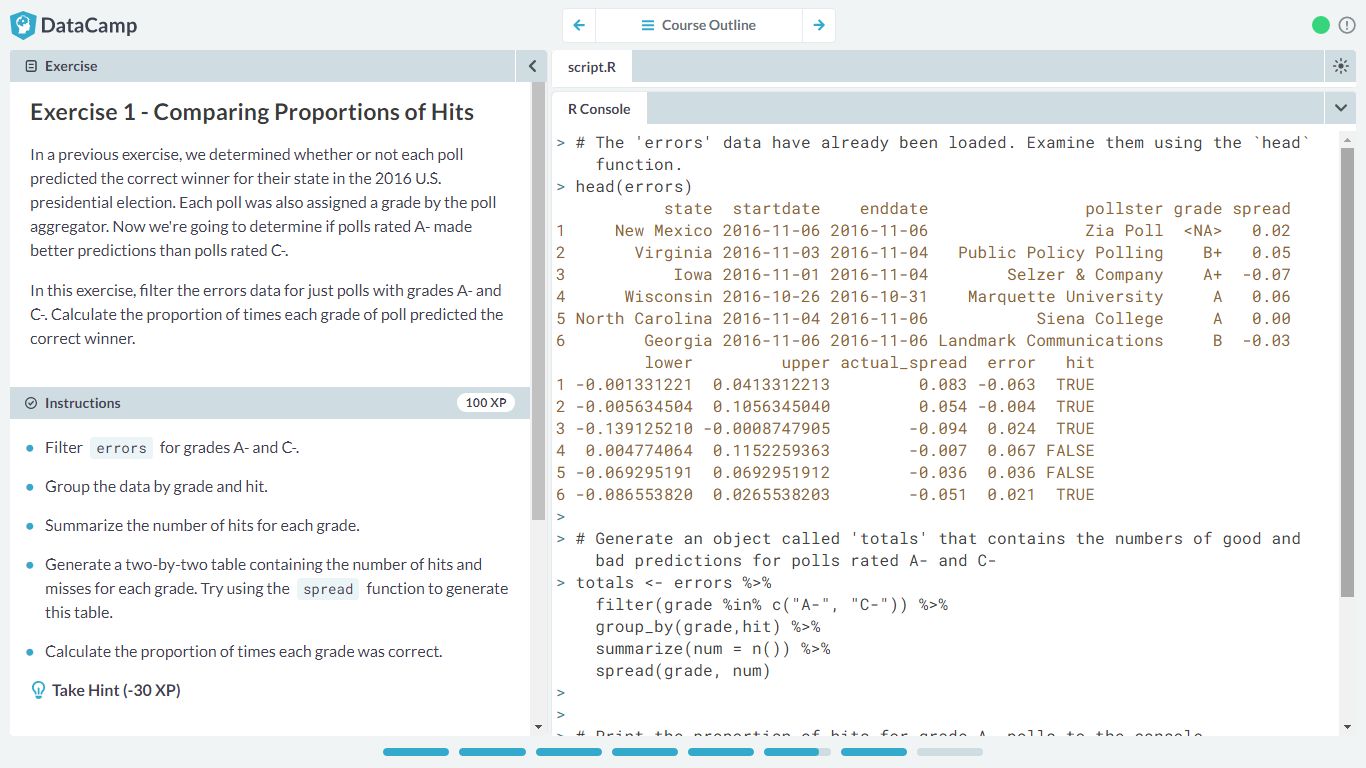 DataCamp
Course Outline
Exercise
Exercise 1 - Comparing Proportions of Hits
In a previous exercise, we determined whether or not each poll
predicted the correct winner for their state in the 2016 U.S.
presidential election. Each poll was also assigned a grade by the poll
aggregator. Now we're going to determine if polls rated A- made
better predictions than polls rated C-.
In this exercise, filter the errors data for just polls with grades A- and
C-. Calculate the proportion of times each grade of poll predicted the
correct winner.
Instructions
100 XP
Filter errors for grades A- and C-.
Group the data by grade and hit.
Summarize the number of hits for each grade.
Generate a two-by-two table containing the number of hits and
misses for each grade. Try using the spread function to generate
this table.
Calculate the proportion of times each grade was correct.
Take Hint (-30 XP)
script.R
R Console
> # The 'errors' data have already been loaded. Examine them using the `head`
function.
> head(errors)
state startdate enddate pollster grade spread
1 New Mexico 2016-11-06 2016-11-06 Zia Poll <NA> 0.02
2 Virginia 2016-11-03 2016-11-04 Public Policy Polling B+ 0.05
3 Iowa 2016-11-01 2016-11-04 Selzer & Company A+ -0.07
4 Wisconsin 2016-10-26 2016-10-31 Marquette University A 0.06
5 North Carolina 2016-11-04 2016-11-06 Siena College A 0.00
6 Georgia 2016-11-06 2016-11-06 Landmark Communications B -0.03
lower upper actual_spread error hit
1 -0.001331221 0.0413312213 0.083 -0.063 TRUE
2 -0.005634504 0.1056345040 0.054 -0.004 TRUE
3 -0.139125210 -0.0008747905 -0.094 0.024 TRUE
4 0.004774064 0.1152259363 -0.007 0.067 FALSE
5 -0.069295191 0.0692951912 -0.036 0.036 FALSE
6 -0.086553820 0.0265538203 -0.051 0.021 TRUE
>
> # Generate an object called 'totals' that contains the numbers of good and
bad predictions for polls rated A- and C-
> totals <- errors %>%
filter(grade %in% c("A-", "C-")) %>%
group_by(grade,hit) %>%
summarize(num = n()) %>%
spread(grade, num)
>
>
> # Print the proportion of hits for grade A- polls to the console